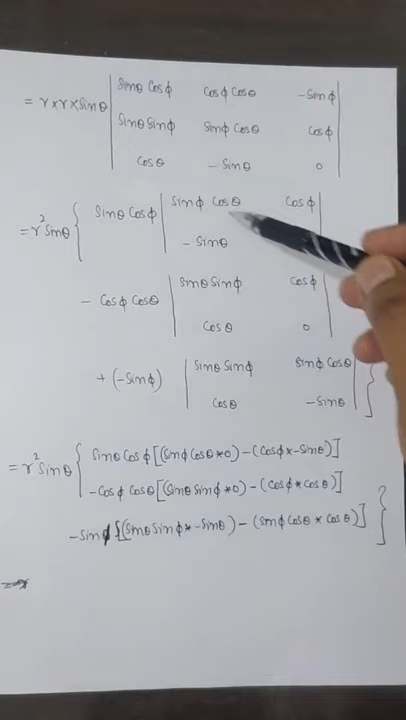 = r×r×sinθ | sinθ cosϕ cosϕ cosθ -sinϕ |
| sinθ sinϕ sinϕ cosθ cosϕ |
| cosθ - sinθ 0 |
= r² sinθ { sinθ cosϕ | sinϕ cosθ cosϕ |
| - sinθ
- cosϕ cosθ | sinθ sinϕ cosϕ |
| cosθ 0 |
+ (-sinϕ) | sinθ sinϕ sinϕ cosθ | }
| cosθ -sinθ |
= r² sinθ { sinθ cosϕ [(sinϕ cosθ * 0) - (cosϕ × - sinθ)]
- cosϕ cosθ [(sinθ sinϕ * 0) - (cosϕ * cosθ)]
- sinϕ {[(sinθ sinϕ * - sinθ) - (sinϕ cosθ * cosθ)] }